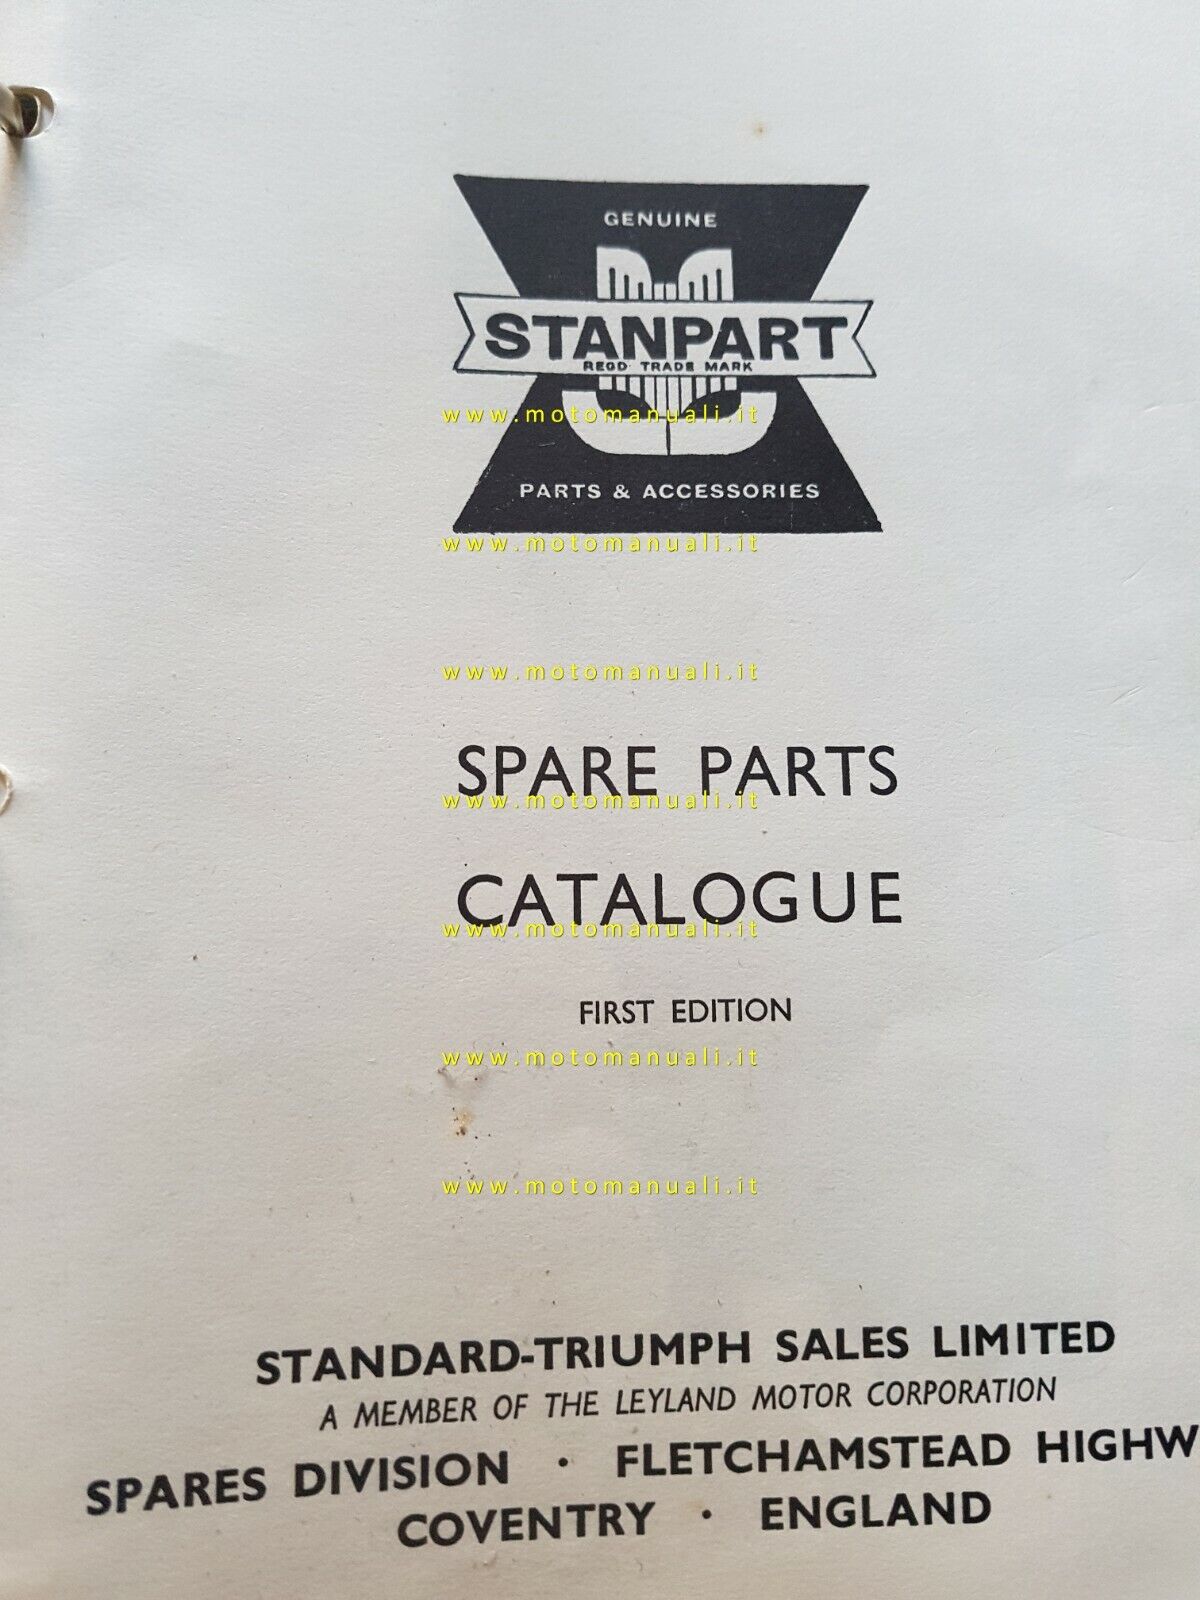 GENUINE
STANPART
REGD. TRADE MARK
www.motomanuali.it
PARTS & ACCESSORIES
www.motomanuali.it
www.motomanuali.it
SPARE PARTS
www.motomanuali.it
CATALOGUE
www.motomanuali.it
FIRST EDITION
www.motomanuali.it
www.motomanuali.it
STANDARD-TRIUMPH SALES LIMITED
A MEMBER OF THE LEYLAND MOTOR CORPORATION
SPARES DIVISION · FLETCHAMSTEAD HIGHW
COVENTRY · ENGLAND